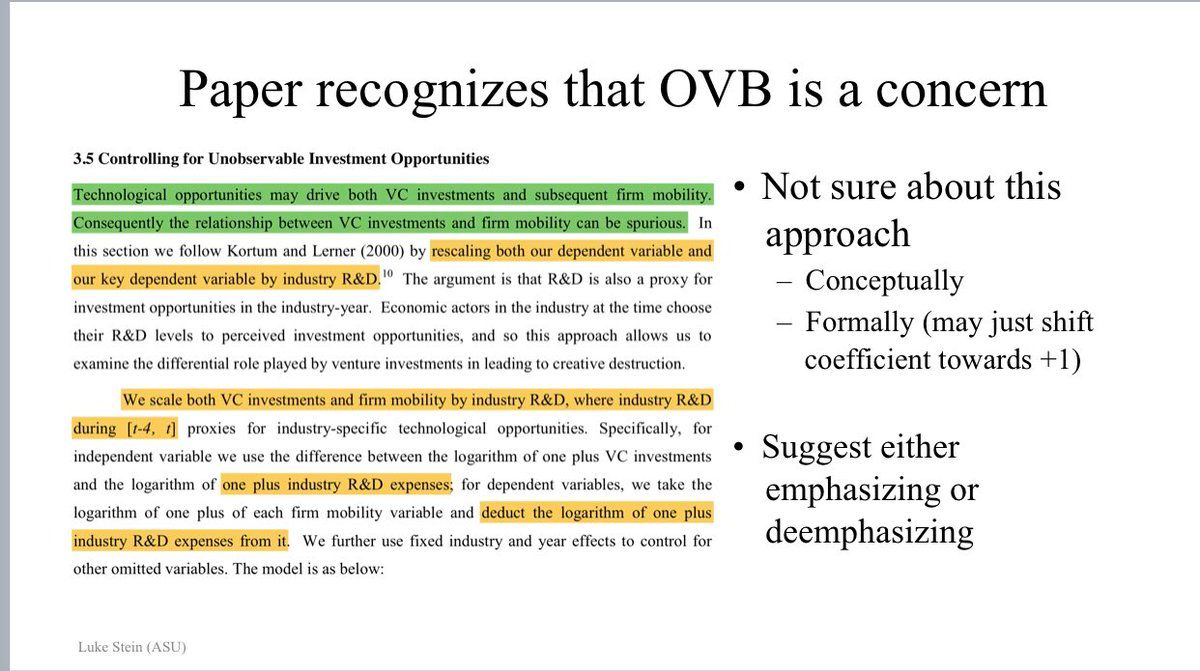 Paper recognizes that OVB is a concern
3.5 Controlling for Unobservable Investment Opportunities
Technological opportunities may drive both VC investments and subsequent firm mobility.
Consequently the relationship between VC investments and firm mobility can be spurious. In
this section we follow Kortum and Lerner (2000) by rescaling both our dependent variable and
our key dependent variable by industry R&D.10 The argument is that R&D is also a proxy for
investment opportunities in the industry-year. Economic actors in the industry at the time choose
their R&D levels to perceived investment opportunities, and so this approach allows us to
examine the differential role played by venture investments in leading to creative destruction.
We scale both VC investments and firm mobility by industry R&D, where industry R&D
during [t-4, t] proxies for industry-specific technological opportunities. Specifically, for
independent variable we use the difference between the logarithm of one plus VC investments
and the logarithm of one plus industry R&D expenses; for dependent variables, we take the
logarithm of one plus of each firm mobility variable and deduct the logarithm of one plus
industry R&D expenses from it. We further use fixed industry and year effects to control for
other omitted variables. The model is as below:
• Not sure about this
approach
– Conceptually
– Formally (may just shift
coefficient towards +1)
• Suggest either
emphasizing or
deemphasizing
Luke Stein (ASU)